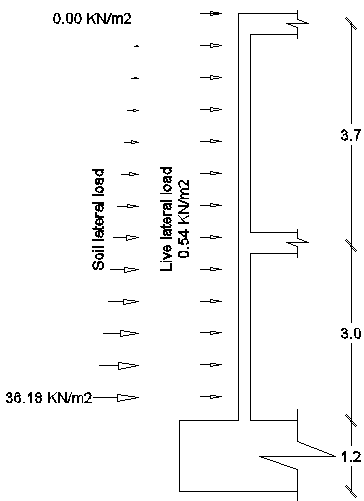 0.00 KN/m2
3.7
Soil lateral load
Live lateral load
0.54 KN/m2
3.0
36.18 KN/m2
1.2